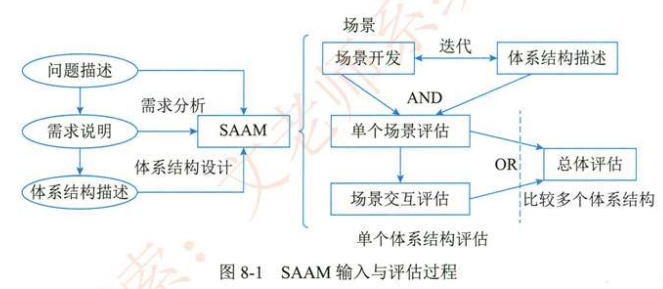 场景
问题描述
场景开发
迭代
体系结构描述
需求分析
AND
需求说明
SAAM
单个场景评估
体系结构设计
OR
总体评估
体系结构描述
场景交互评估
比较多个体系结构
单个体系结构评估
图 8-1 SAAM 输入与评估过程
文老师